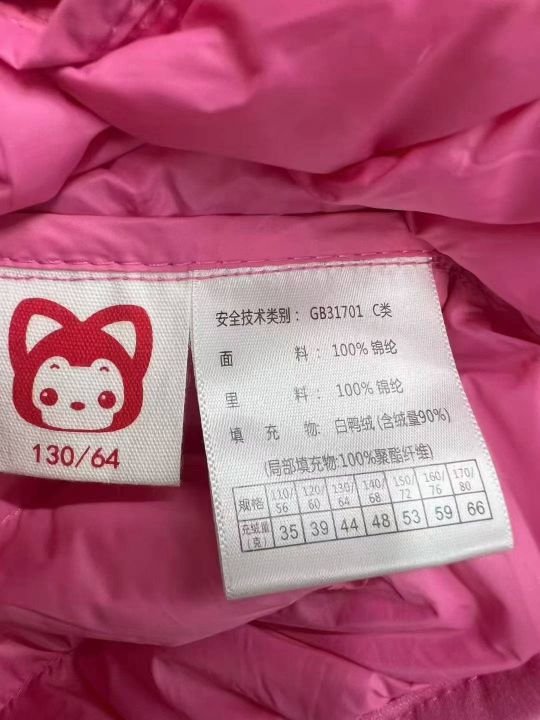 130/64
安全技术类别： GB31701 C类
面 料： 100% 锦纶
里 料： 100% 锦纶
填 充 物: 白鸭绒 (含绒量90%)
(局部填充物:100%聚酯纤维)
规格 110/56 120/60 130/64 140/68 150/72 160/76 170/80
充绒量(克) 35 39 44 48 53 59 66